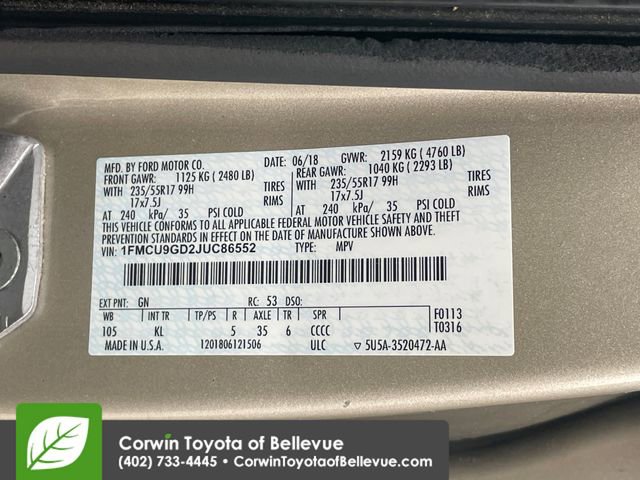 MFD. BY FORD MOTOR CO.
DATE: 06/18 GVWR: 2159 KG ( 4760 LB)
FRONT GAWR: 1125 KG ( 2480 LB)
REAR GAWR: 1040 KG ( 2293 LB)
WITH 235/55R17 99H TIRES
WITH 235/55R17 99H TIRES
17x7.5J RIMS
17x7.5J RIMS
AT 240 kPa/ 35 PSI COLD
AT 240 kPa/ 35 PSI COLD
THIS VEHICLE CONFORMS TO ALL APPLICABLE FEDERAL MOTOR VEHICLE SAFETY AND THEFT
PREVENTION STANDARDS IN EFFECT ON THE DATE OF MANUFACTURE SHOWN ABOVE.
VIN: 1FMCU9GD2JUC86552 TYPE: MPV
EXT PNT: GN RC: 53 DSO:
WB INT TR TP/PS R AXLE TR SPR
105 KL 5 35 6 CCCC
F0113
T0316
MADE IN U.S.A. 1201806121506 ULC ▽ 5U5A-3520472-AA
Corwin Toyota of Bellevue
(402) 733-4445 • CorwinToyotaofBellevue.com